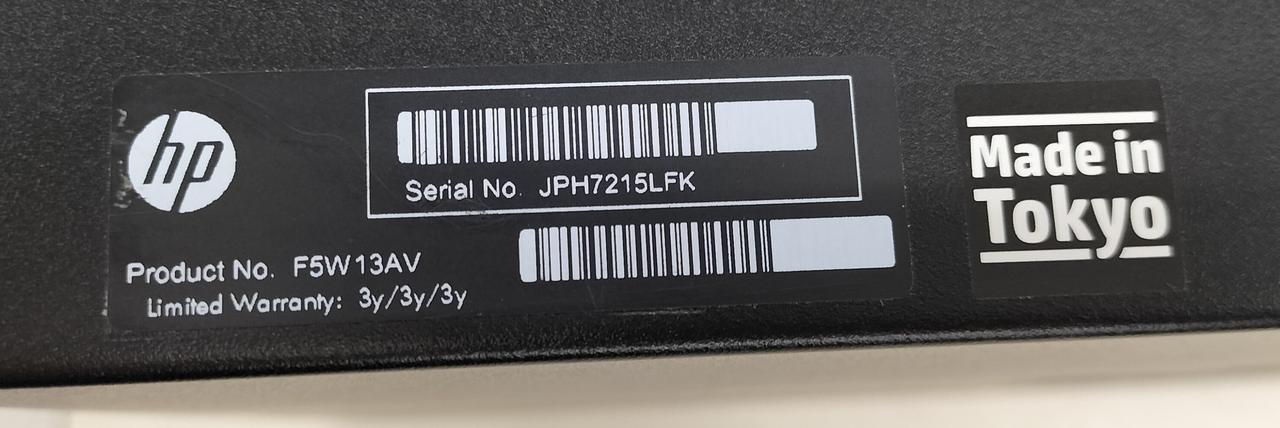 hp
Serial No. JPH7215LFK
Product No. F5W13AV
Limited Warranty: 3y/3y/3y
Made in
Tokyo